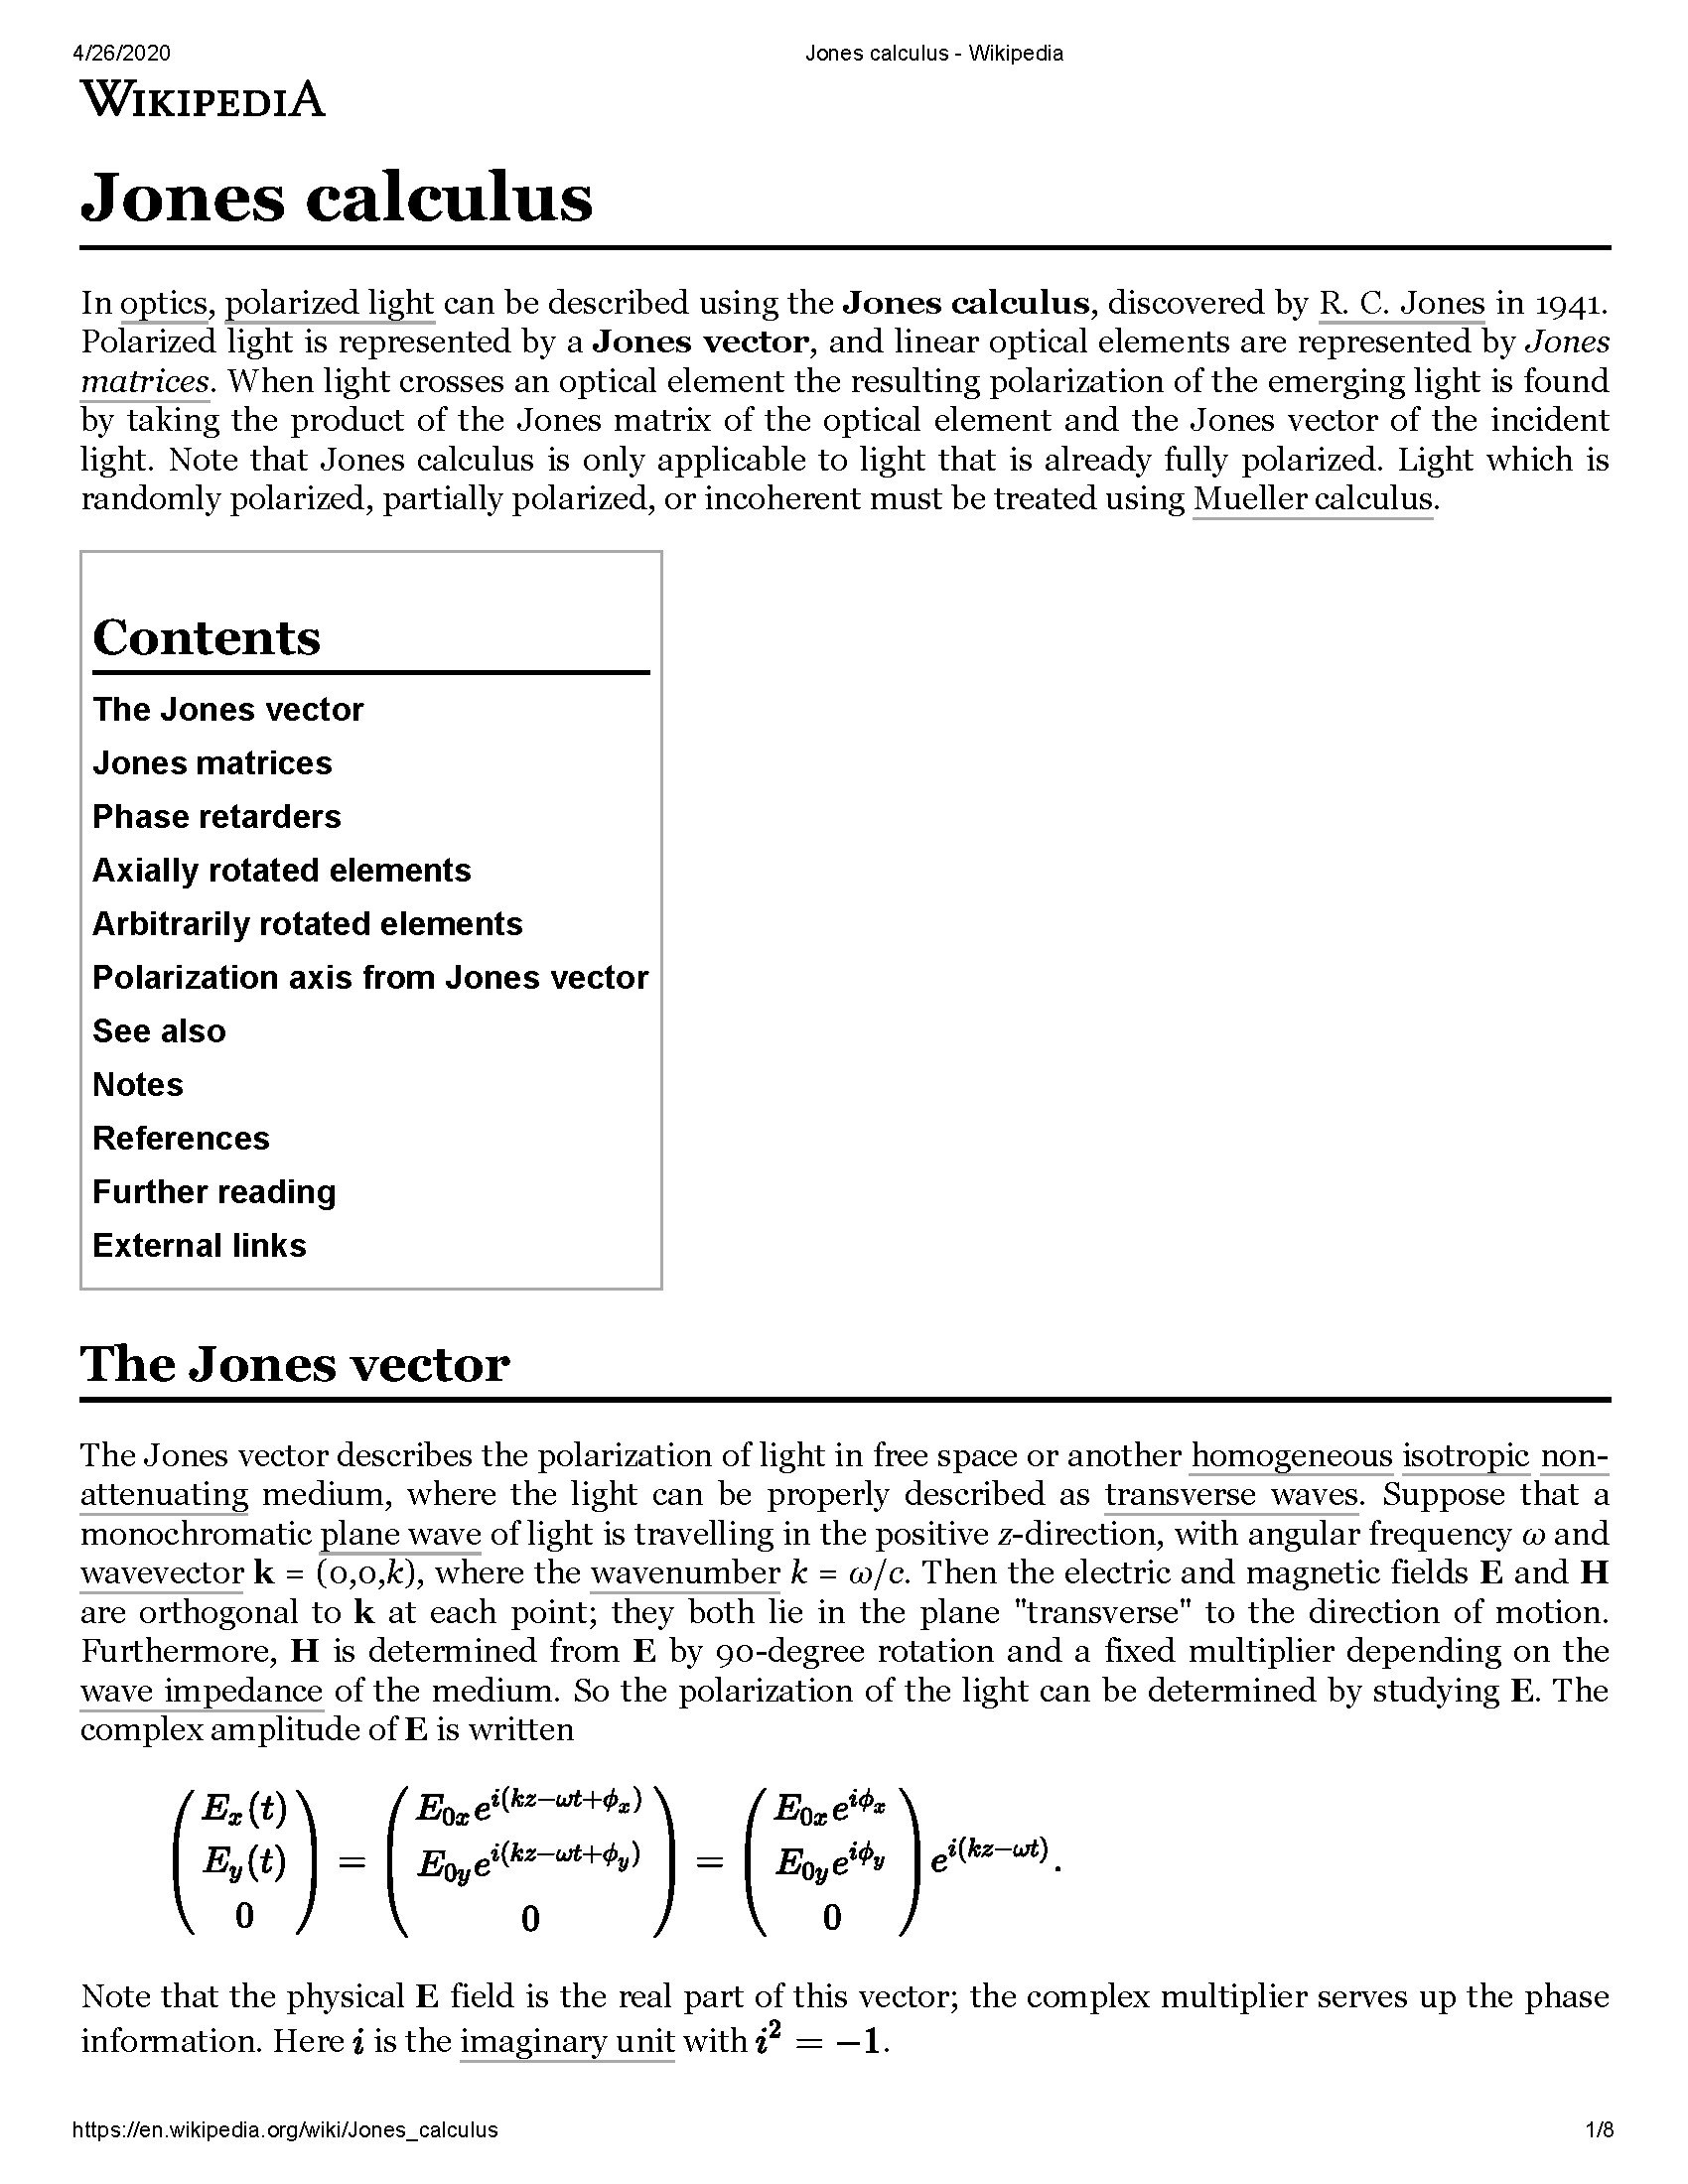 4/26/2020 Jones calculus - Wikipedia
WIKIPEDIA
Jones calculus
In optics, polarized light can be described using the Jones calculus, discovered by R. C. Jones in 1941.
Polarized light is represented by a Jones vector, and linear optical elements are represented by Jones
matrices. When light crosses an optical element the resulting polarization of the emerging light is found
by taking the product of the Jones matrix of the optical element and the Jones vector of the incident
light. Note that Jones calculus is only applicable to light that is already fully polarized. Light which is
randomly polarized, partially polarized, or incoherent must be treated using Mueller calculus.
Contents
The Jones vector
Jones matrices
Phase retarders
Axially rotated elements
Arbitrarily rotated elements
Polarization axis from Jones vector
See also
Notes
References
Further reading
External links
The Jones vector
The Jones vector describes the polarization of light in free space or another homogeneous isotropic non-
attenuating medium, where the light can be properly described as transverse waves. Suppose that a
monochromatic plane wave of light is travelling in the positive z-direction, with angular frequency ω and
wavevector k = (0,0,k), where the wavenumber k = ω/c. Then the electric and magnetic fields E and H
are orthogonal to k at each point; they both lie in the plane "transverse" to the direction of motion.
Furthermore, H is determined from E by 90-degree rotation and a fixed multiplier depending on the
wave impedance of the medium. So the polarization of the light can be determined by studying E. The
complex amplitude of E is written
\begin{pmatrix} E_x(t) \\ E_y(t) \\ 0 \end{pmatrix} = \begin{pmatrix} E_{0x} e^{i(kz-\omega t+\phi_x)} \\ E_{0y} e^{i(kz-\omega t+\phi_y)} \\ 0 \end{pmatrix} = \begin{pmatrix} E_{0x} e^{i\phi_x} \\ E_{0y} e^{i\phi_y} \\ 0 \end{pmatrix} e^{i(kz-\omega t)}.
Note that the physical E field is the real part of this vector; the complex multiplier serves up the phase
information. Here i is the imaginary unit with i² = −1.
https://en.wikipedia.org/wiki/Jones_calculus 1/8